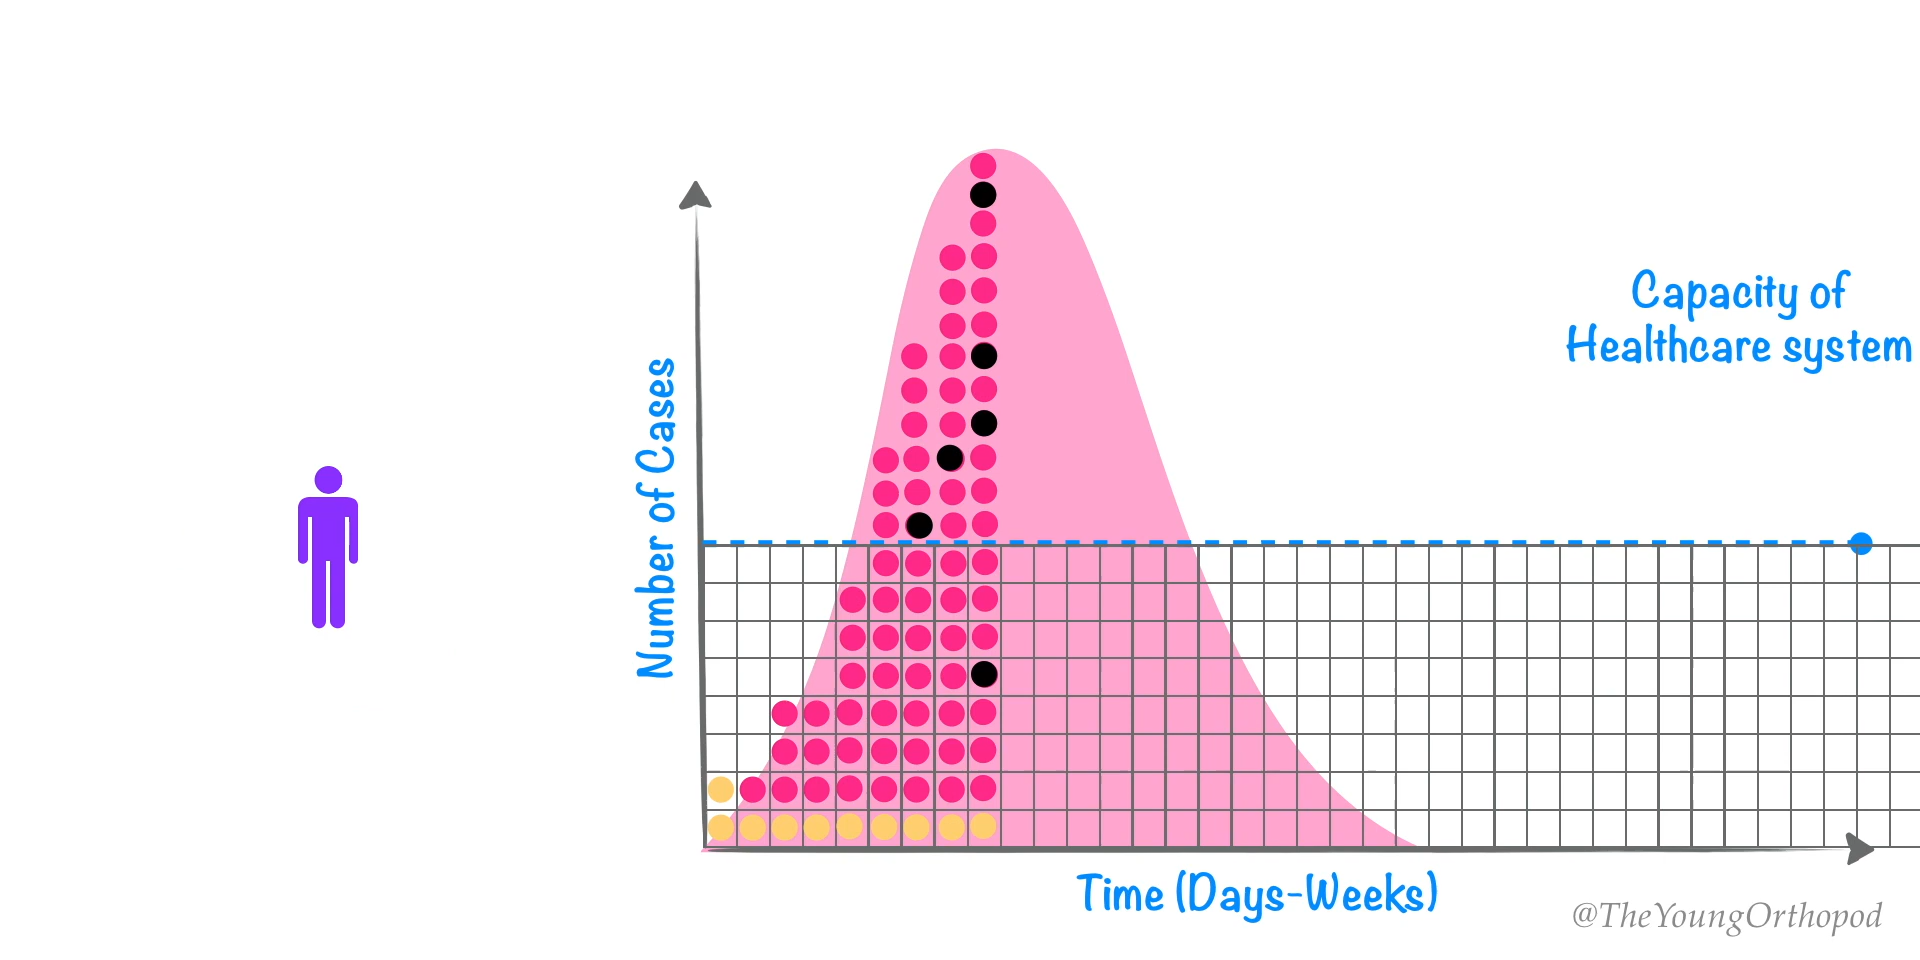 Capacity of
Healthcare system
Number of Cases
Time (Days-Weeks)
@TheYoungOrthopod